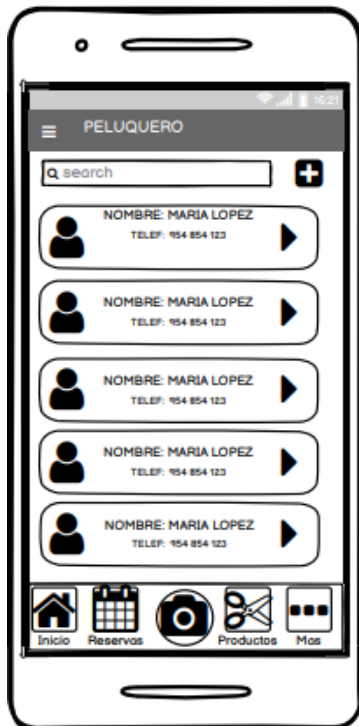 16:21
PELUQUERO
search
NOMBRE: MARIA LOPEZ
TELEF: 954 854 123
NOMBRE: MARIA LOPEZ
TELEF: 954 854 123
NOMBRE: MARIA LOPEZ
TELEF: 954 854 123
NOMBRE: MARIA LOPEZ
TELEF: 954 854 123
NOMBRE: MARIA LOPEZ
TELEF: 954 854 123
Inicio Reservas Productos Mas